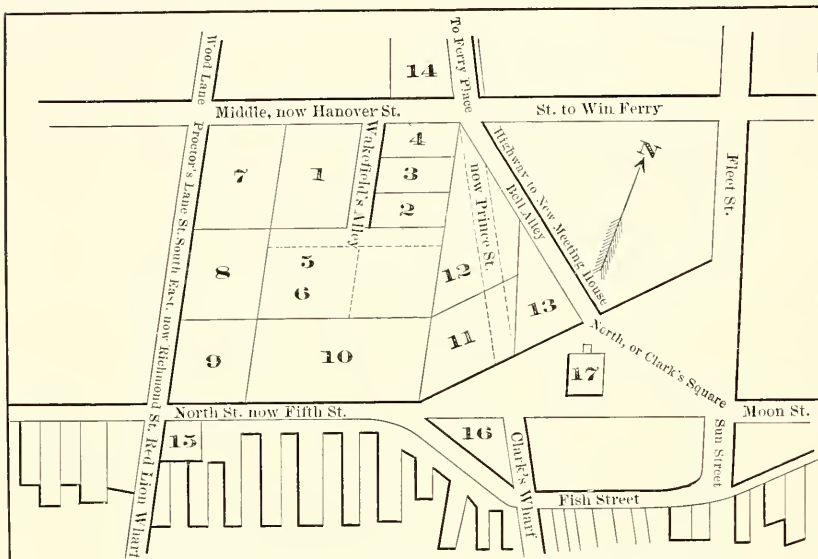 Wood Lane
To Ferry Place
14
Middle, now Hanover St.
St. to Win Ferry
Proctor's Lane St. South East. now Richmond St. Red Lion Wharf
Wakefield's Alley
Highway to New Meeting House
Bell Alley
now Prince St.
N
Fleet St.
7
1
4
3
2
8
5
6
12
13
9
10
11
17
North, or Clark's Square
North St. now Fifth St.
Moon St.
15
16
Clark's Wharf
Sun Street
Fish Street